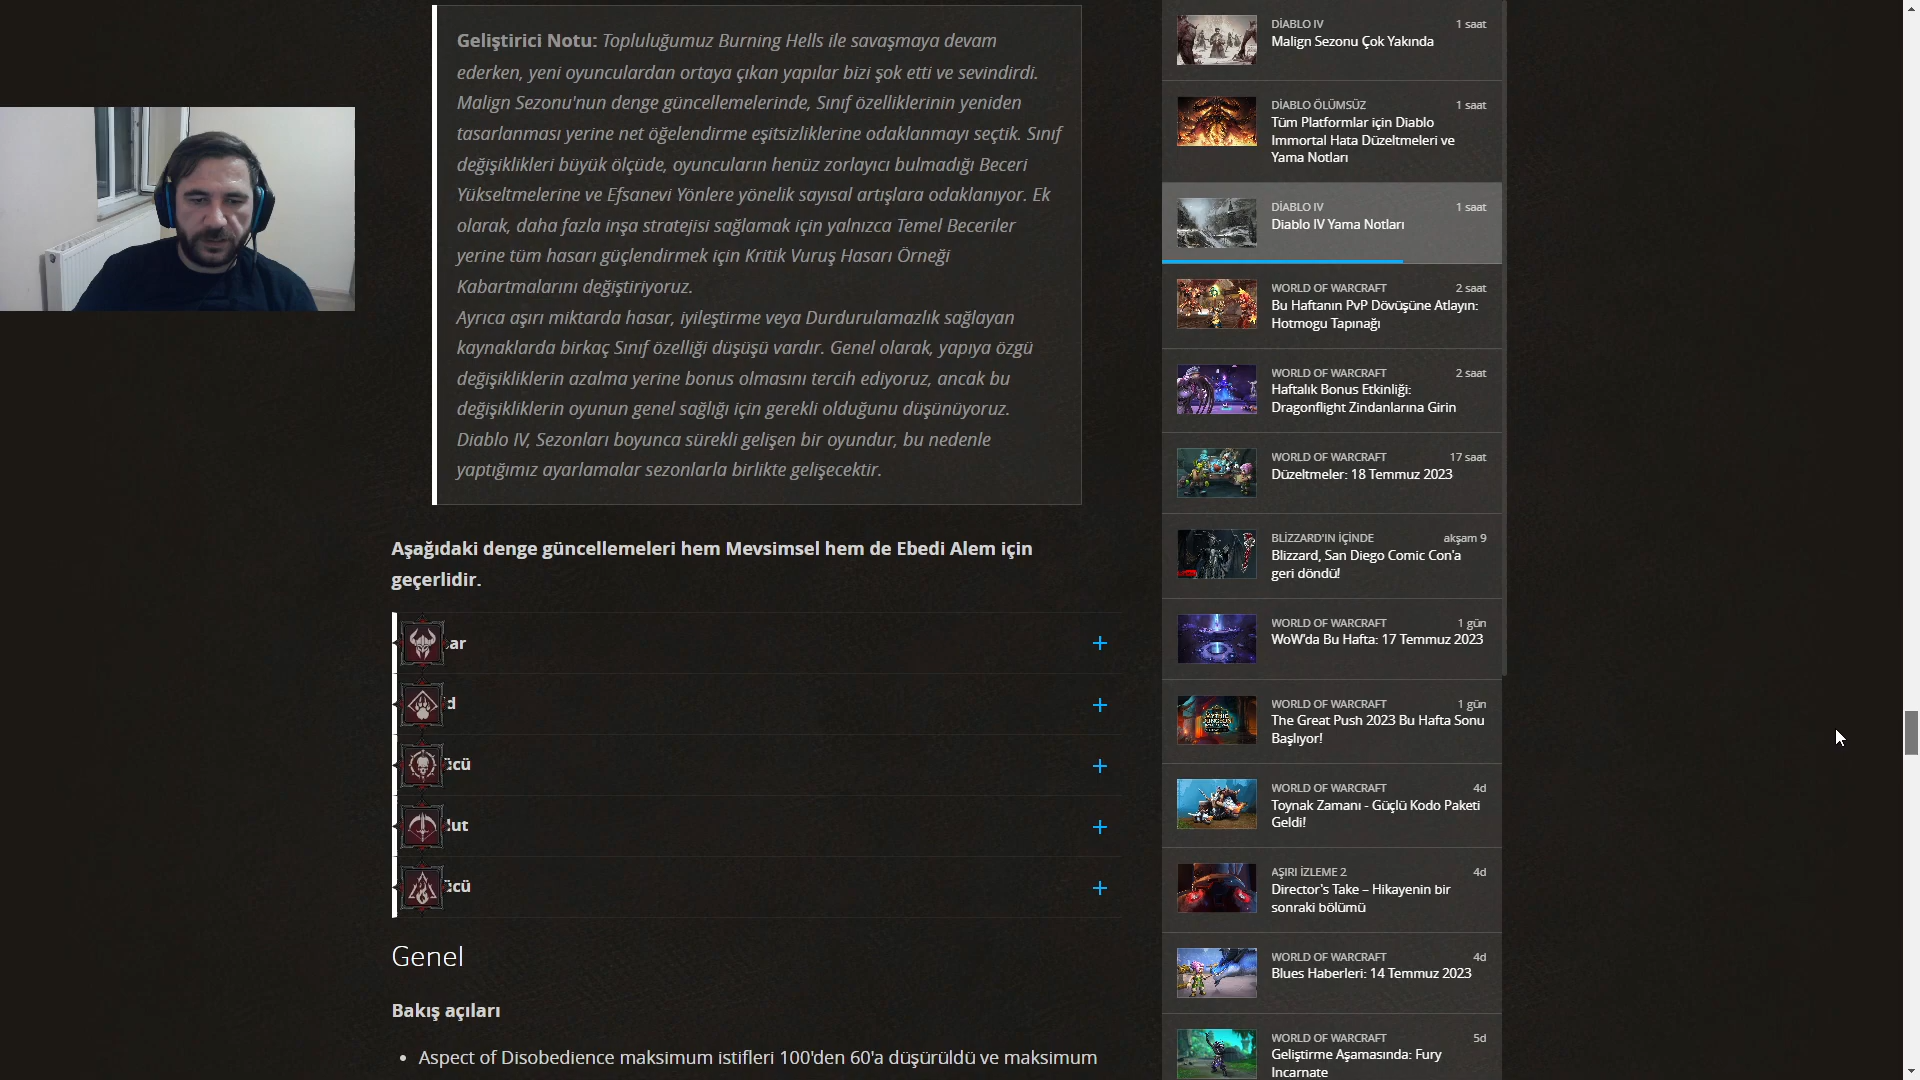 Geliştirici Notu: Topluluğumuz Burning Hells ile savaşmaya devam
ederken, yeni oyunculardan ortaya çıkan yapılar bizi şok etti ve sevindirdi.
Malign Sezonu'nun denge güncellemelerinde, Sınıf özelliklerinin yeniden
tasarlanması yerine net öğelendirme eşitsizliklerine odaklanmayı seçtik. Sınıf
değişiklikleri büyük ölçüde, oyuncuların henüz zorlayıcı bulmadığı Beceri
Yükseltmelerine ve Efsanevi Yönlere yönelik sayısal artışlara odaklanıyor. Ek
olarak, daha fazla inşa stratejisi sağlamak için yalnızca Temel Beceriler
yerine tüm hasarı güçlendirmek için Kritik Vuruş Hasarı Örneği
Kabartmalarını değiştiriyoruz.
Ayrıca aşırı miktarda hasar, iyileştirme veya Durdurulamazlık sağlayan
kaynaklarda birkaç Sınıf özelliği düşüşü vardır. Genel olarak, yapıya özgü
değişikliklerin azalma yerine bonus olmasını tercih ediyoruz, ancak bu
değişikliklerin oyunun genel sağlığı için gerekli olduğunu düşünüyoruz.
Diablo IV, Sezonları boyunca sürekli gelişen bir oyundur, bu nedenle
yaptığımız ayarlamalar sezonlarla birlikte gelişecektir.
Aşağıdaki denge güncellemeleri hem Mevsimsel hem de Ebedi Alem için
geçerlidir.
ar
d
ücü
lut
ücü
Genel
Bakış açıları
• Aspect of Disobedience maksimum istifleri 100'den 60'a düşürüldü ve maksimum
DİABLO IV 1 saat
Malign Sezonu Çok Yakında
DİABLO ÖLÜMSÜZ 1 saat
Tüm Platformlar için Diablo
Immortal Hata Düzeltmeleri ve
Yama Notları
DİABLO IV 1 saat
Diablo IV Yama Notları
WORLD OF WARCRAFT 2 saat
Bu Haftanın PvP Dövüşüne Atlayın:
Hotmogu Tapınağı
WORLD OF WARCRAFT 2 saat
Haftalık Bonus Etkinliği:
Dragonflight Zindanlarına Girin
WORLD OF WARCRAFT 17 saat
Düzeltmeler: 18 Temmuz 2023
BLİZZARD'IN İÇİNDE akşam 9
Blizzard, San Diego Comic Con'a
geri döndü!
WORLD OF WARCRAFT 1 gün
WoW'da Bu Hafta: 17 Temmuz 2023
WORLD OF WARCRAFT 1 gün
The Great Push 2023 Bu Hafta Sonu
Başlıyor!
WORLD OF WARCRAFT 4d
Toynak Zamanı - Güçlü Kodo Paketi
Geldi!
AŞIRI İZLEME 2 4d
Director's Take – Hikayenin bir
sonraki bölümü
WORLD OF WARCRAFT 4d
Blues Haberleri: 14 Temmuz 2023
WORLD OF WARCRAFT 5d
Geliştirme Aşamasında: Fury
Incarnate